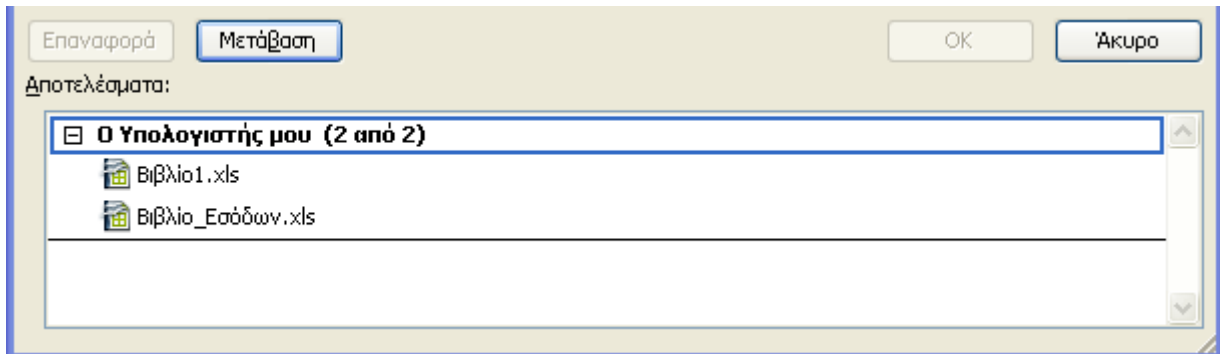 Επαναφορά Μετάβαση OK Άκυρο
Αποτελέσματα:
Ο Υπολογιστής μου (2 από 2)
Βιβλίο1.xls
Βιβλίο_Εσόδων.xls